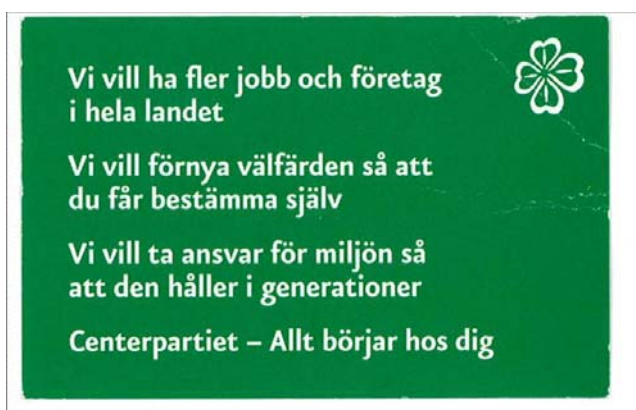 Vi vill ha fler jobb och företag
i hela landet
Vi vill förnya välfärden så att
du får bestämma själv
Vi vill ta ansvar för miljön så
att den håller i generationer
Centerpartiet – Allt börjar hos dig